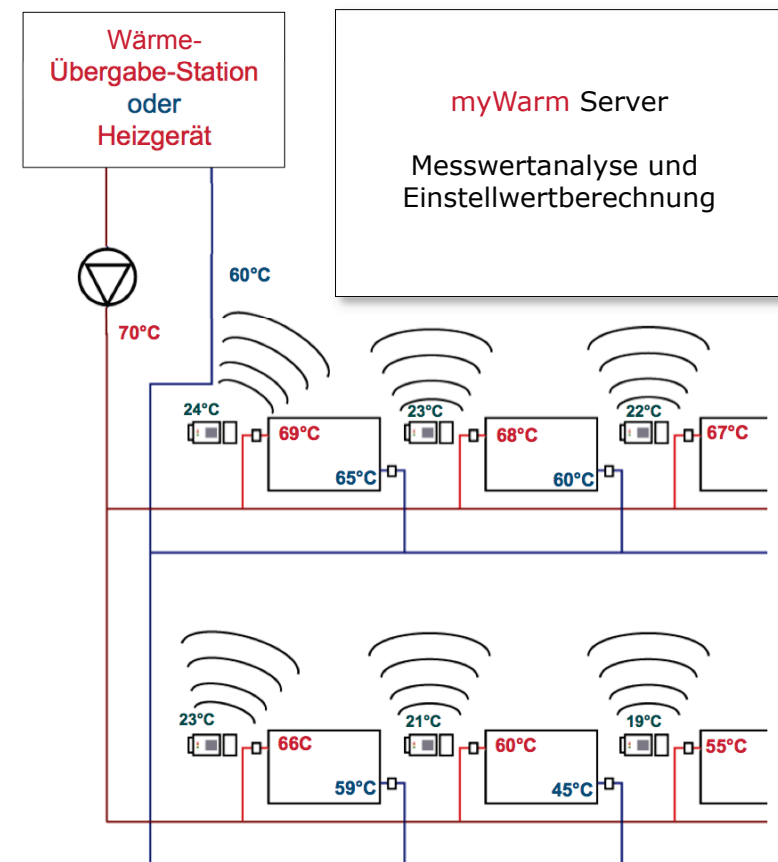 Wärme-
Übergabe-Station
oder
Heizgerät
myWarm Server
Messwertanalyse und
Einstellwertberechnung
60°C
70°C
24°C
23°C
22°C
69°C
68°C
67°C
65°C
60°C
23°C
21°C
19°C
66C
60°C
55°C
59°C
45°C